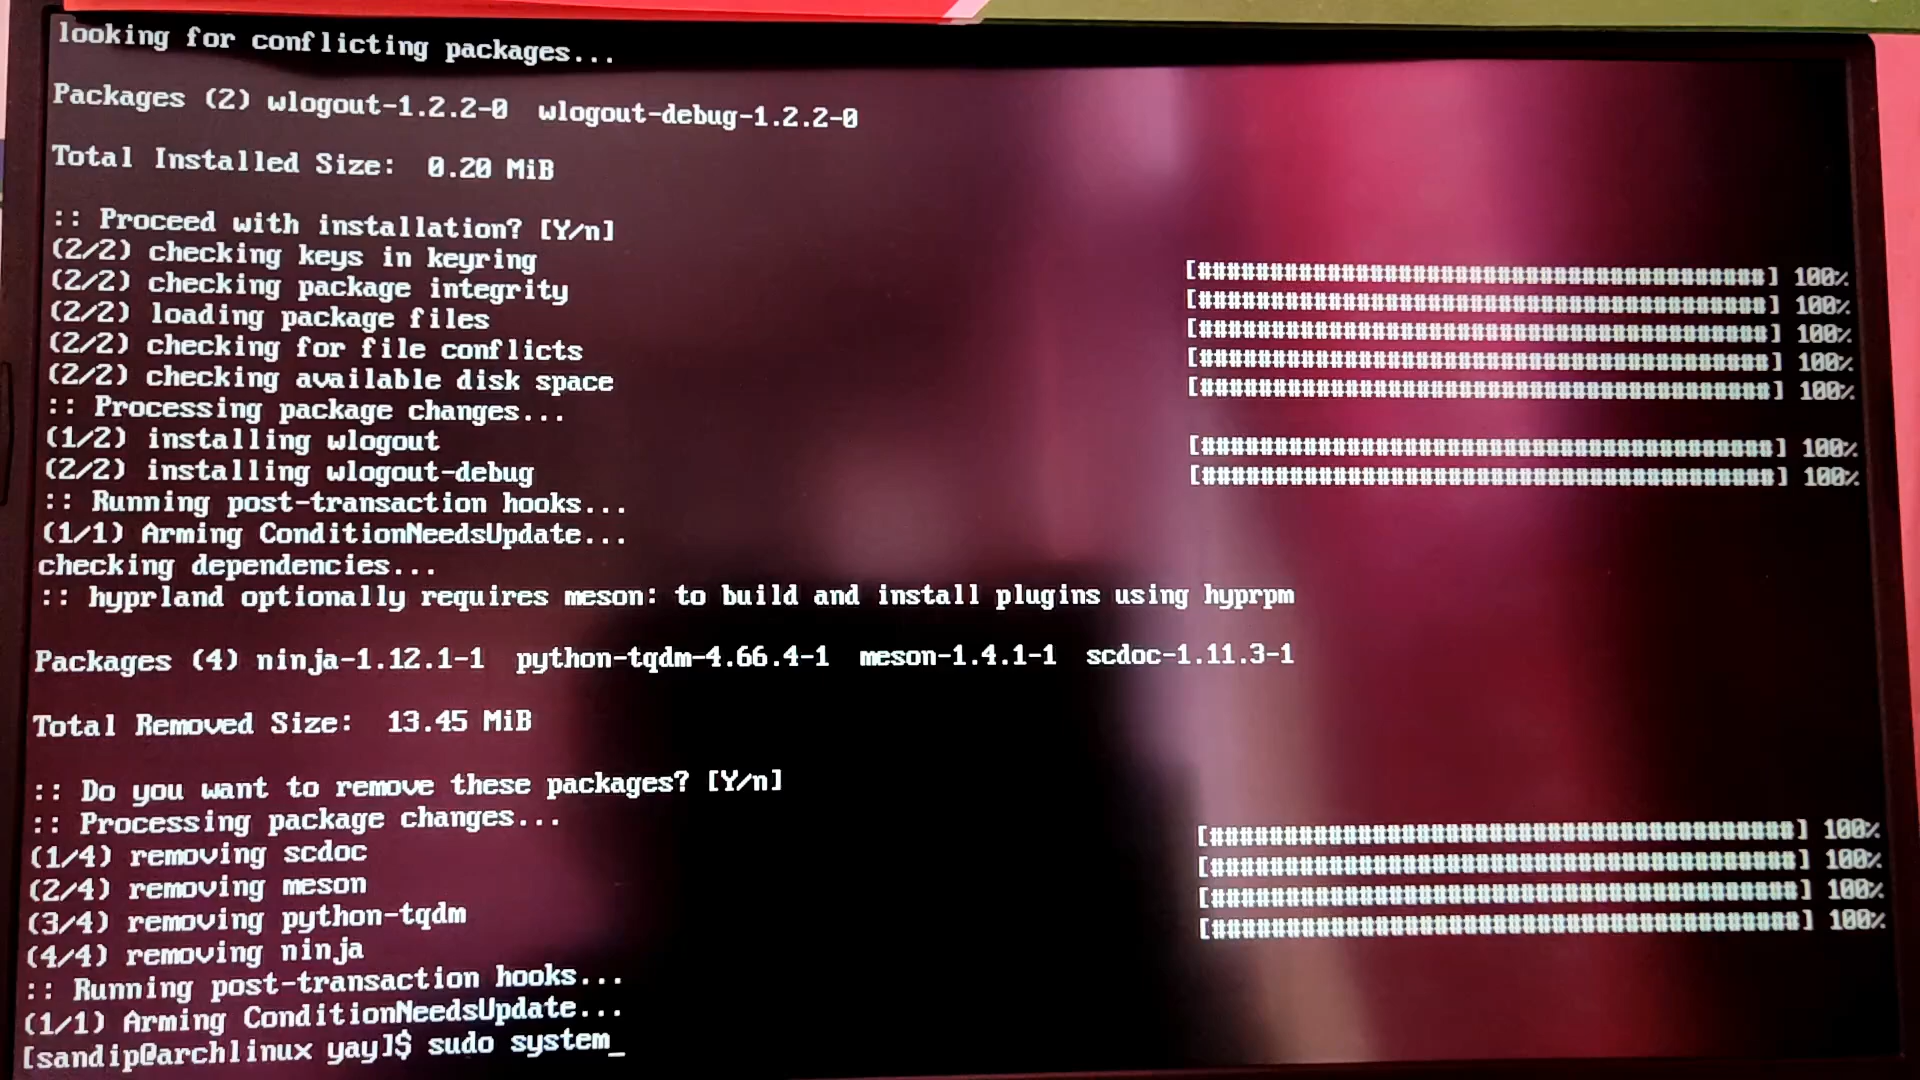 looking for conflicting packages...
Packages (2) wlogout-1.2.2-0  wlogout-debug-1.2.2-0
Total Installed Size:  0.20 MiB
:: Proceed with installation? [Y/n]
(2/2) checking keys in keyring [######################################] 100%
(2/2) checking package integrity [######################################] 100%
(2/2) loading package files [######################################] 100%
(2/2) checking for file conflicts [######################################] 100%
(2/2) checking available disk space [######################################] 100%
:: Processing package changes...
(1/2) installing wlogout [######################################] 100%
(2/2) installing wlogout-debug [######################################] 100%
:: Running post-transaction hooks...
(1/1) Arming ConditionNeedsUpdate...
checking dependencies...
:: hyprland optionally requires meson: to build and install plugins using hyprpm
Packages (4) ninja-1.12.1-1  python-tqdm-4.66.4-1  meson-1.4.1-1  scdoc-1.11.3-1
Total Removed Size:  13.45 MiB
:: Do you want to remove these packages? [Y/n]
:: Processing package changes...
(1/4) removing scdoc [######################################] 100%
(2/4) removing meson [######################################] 100%
(3/4) removing python-tqdm [######################################] 100%
(4/4) removing ninja [######################################] 100%
:: Running post-transaction hooks...
(1/1) Arming ConditionNeedsUpdate...
[sandip@archlinux yay]$ sudo system_